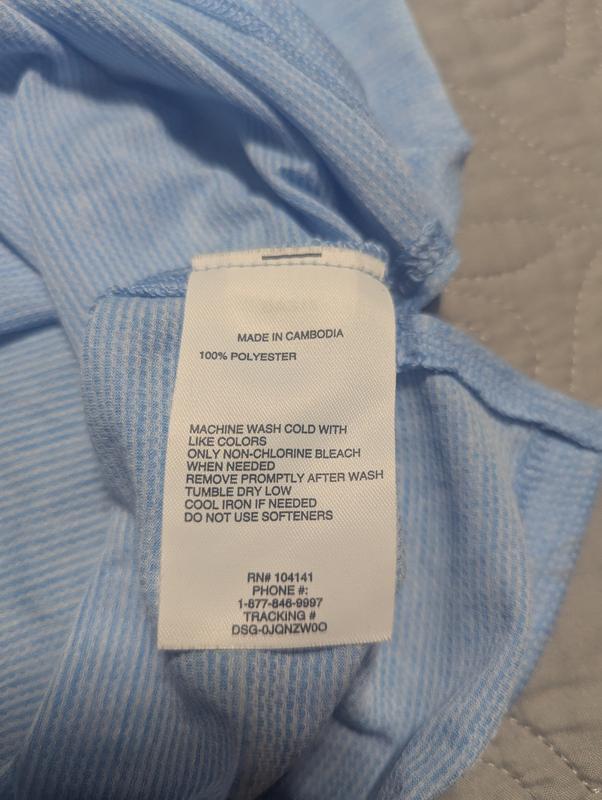 MADE IN CAMBODIA
100% POLYESTER
MACHINE WASH COLD WITH
LIKE COLORS
ONLY NON-CHLORINE BLEACH
WHEN NEEDED
REMOVE PROMPTLY AFTER WASH
TUMBLE DRY LOW
COOL IRON IF NEEDED
DO NOT USE SOFTENERS
RN# 104141
PHONE #:
1-877-846-9997
TRACKING #
DSG-0JQNZW0O